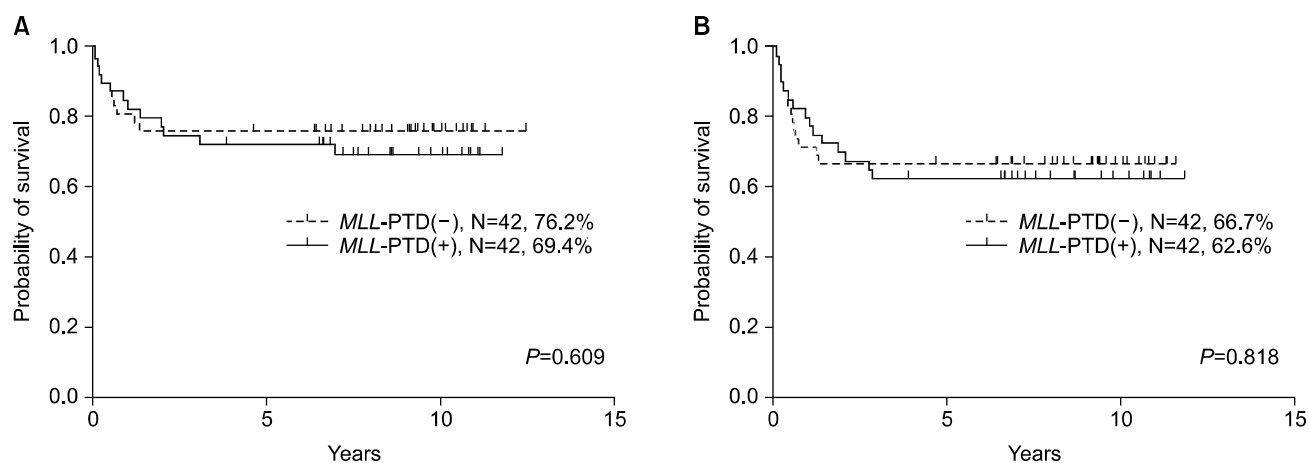 A
Probability of survival
1.0
0.8
0.6
0.4
0.2
0.0
MLL-PTD(−), N=42, 76.2%
MLL-PTD(+), N=42, 69.4%
P=0.609
0 5 10 15
Years
B
Probability of survival
1.0
0.8
0.6
0.4
0.2
0.0
MLL-PTD(−), N=42, 66.7%
MLL-PTD(+), N=42, 62.6%
P=0.818
0 5 10 15
Years